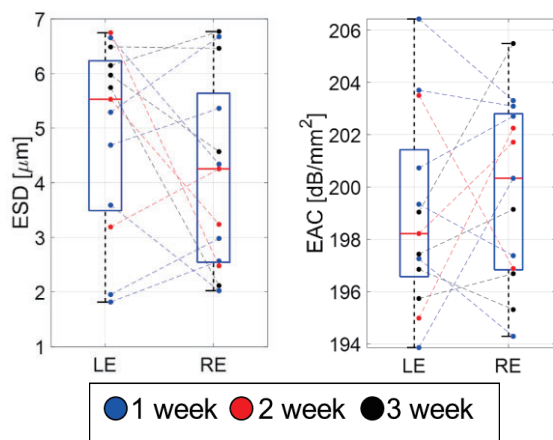 7
6
5
4
3
2
1
ESD [μm]
LE
RE
206
204
202
200
198
196
194
EAC [dB/mm²]
LE
RE
1 week
2 week
3 week